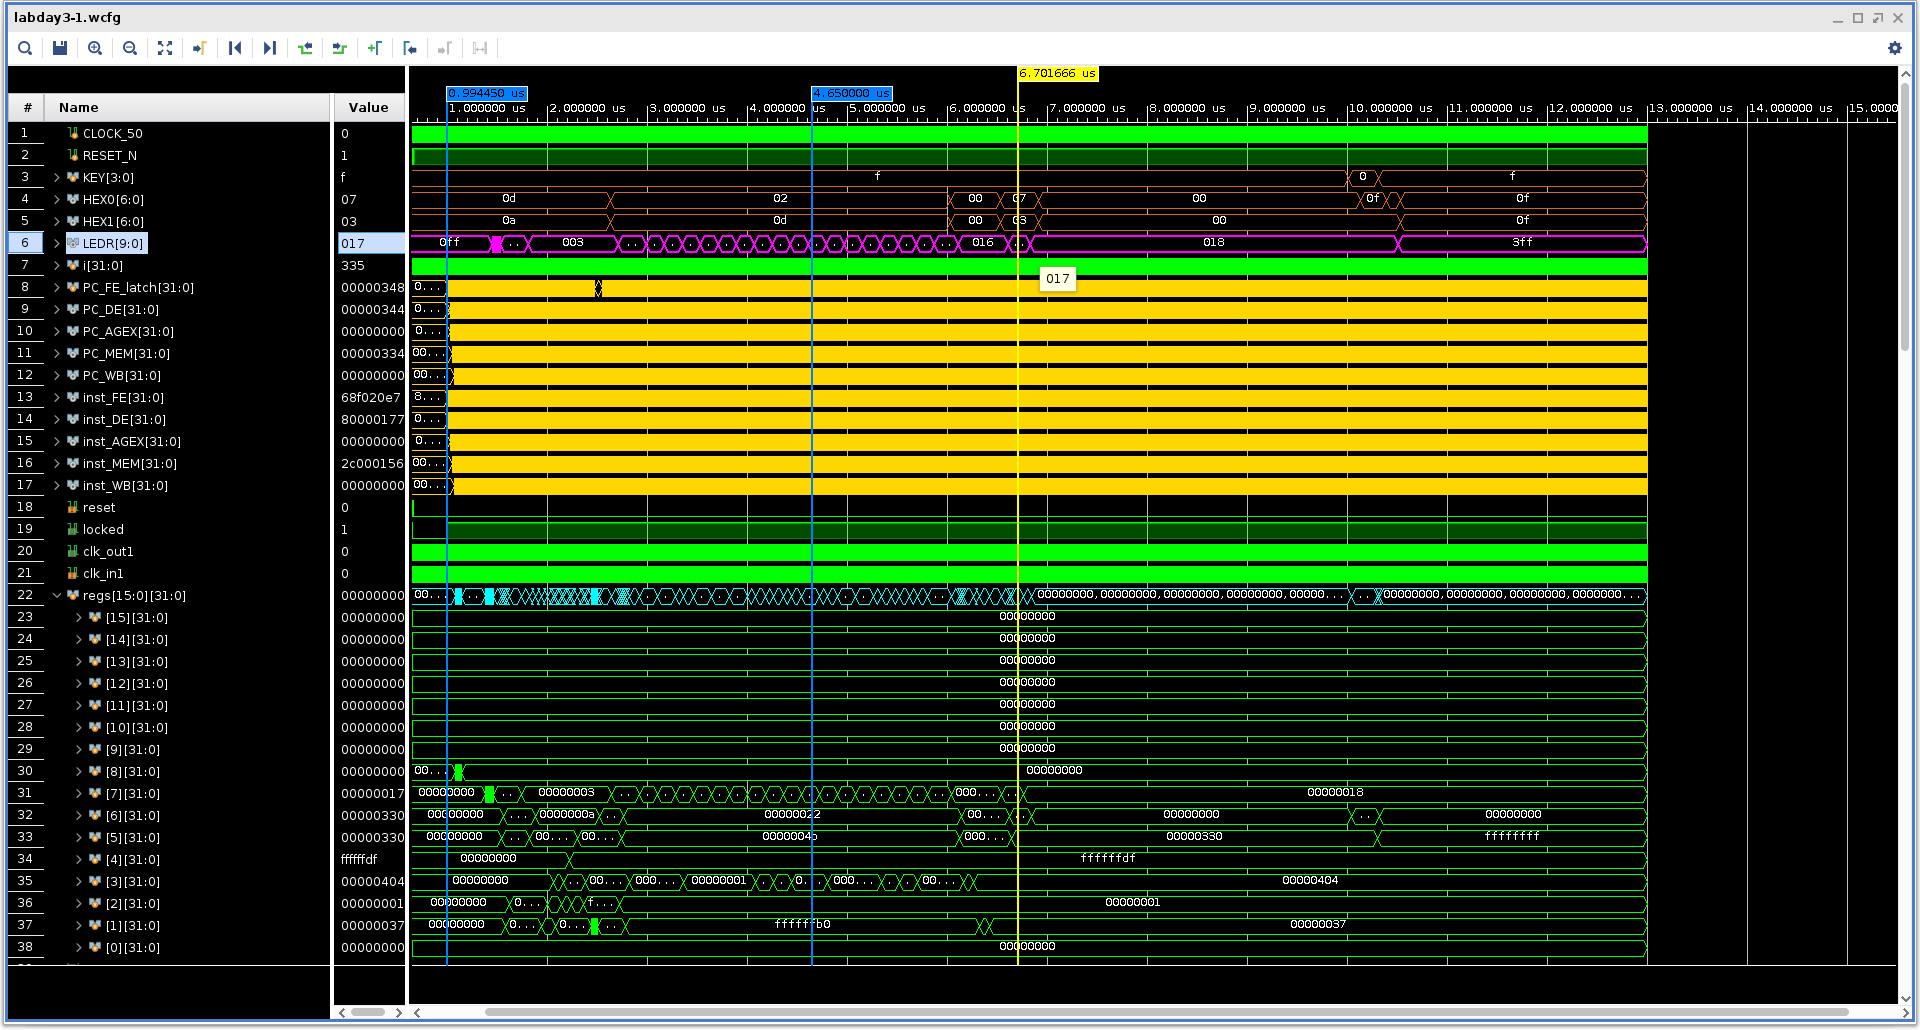 labday3-1.wcfg
6.701666 us
0.994450 us 4.650000 us
# Name Value 1.000000 us 2.000000 us 3.000000 us 4.000000 us 5.000000 us 6.000000 us 7.000000 us 8.000000 us 9.000000 us 10.000000 us 11.000000 us 12.000000 us 13.000000 us 14.000000 us 15.0000
1 CLOCK_50 0
2 RESET_N 1
3 KEY[3:0] f f 0 f
4 HEX0[6:0] 07 0d 02 00 07 00 0f 0f
5 HEX1[6:0] 03 0a 0d 00 03 00 0f
6 LEDR[9:0] 017 0ff ... 003 ... 016 ... 018 3ff
7 i[31:0] 335
017
8 PC_FE_latch[31:0] 00000348 0...
9 PC_DE[31:0] 00000344 0...
10 PC_AGEX[31:0] 00000000 0...
11 PC_MEM[31:0] 00000334 00...
12 PC_WB[31:0] 00000000 00...
13 inst_FE[31:0] 68f020e7 8...
14 inst_DE[31:0] 80000177 0...
15 inst_AGEX[31:0] 00000000 0...
16 inst_MEM[31:0] 2c000156 00...
17 inst_WB[31:0] 00000000 00...
18 reset 0
19 locked 1
20 clk_out1 0
21 clk_in1 0
22 regs[15:0][31:0] 00000000 00... 00000000,00000000,00000000,00000... ... 00000000,00000000,00000000,0000000...
23 [15][31:0] 00000000 00000000
24 [14][31:0] 00000000 00000000
25 [13][31:0] 00000000 00000000
26 [12][31:0] 00000000 00000000
27 [11][31:0] 00000000 00000000
28 [10][31:0] 00000000 00000000
29 [9][31:0] 00000000 00000000
30 [8][31:0] 00000000 00... 00000000
31 [7][31:0] 00000017 00000000 ... 00000003 ... 000... ... 00000018
32 [6][31:0] 00000330 00000000 ... 0000000a ... 00000022 00... ... 00000000 ... 00000000
33 [5][31:0] 00000330 00000000 ... 00... 00... 0000004b 000... 00000330 ffffffff
34 [4][31:0] ffffffdf 00000000 ffffffdf
35 [3][31:0] 00000404 00000000 ... 00... 000... 00000001 ... 0... 000... ... 00... 00000404
36 [2][31:0] 00000001 00000000 0... f... 00000001
37 [1][31:0] 00000037 00000000 0... 0... ... ffffffb0 00000037
38 [0][31:0] 00000000 00000000